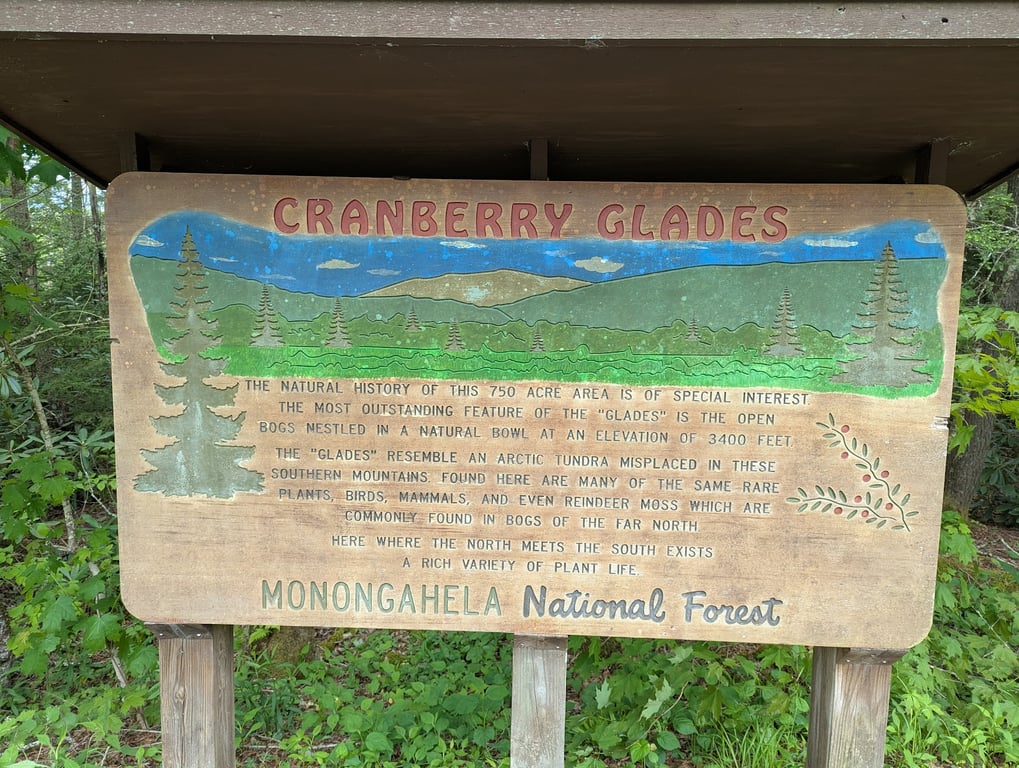 CRANBERRY GLADES
THE NATURAL HISTORY OF THIS 750 ACRE AREA IS OF SPECIAL INTEREST.
THE MOST OUTSTANDING FEATURE OF THE "GLADES" IS THE OPEN
BOGS NESTLED IN A NATURAL BOWL AT AN ELEVATION OF 3400 FEET.
THE "GLADES" RESEMBLE AN ARCTIC TUNDRA MISPLACED IN THESE
SOUTHERN MOUNTAINS. FOUND HERE ARE MANY OF THE SAME RARE
PLANTS, BIRDS, MAMMALS, AND EVEN REINDEER MOSS WHICH ARE
COMMONLY FOUND IN BOGS OF THE FAR NORTH.
HERE WHERE THE NORTH MEETS THE SOUTH EXISTS
A RICH VARIETY OF PLANT LIFE.
MONONGAHELA National Forest